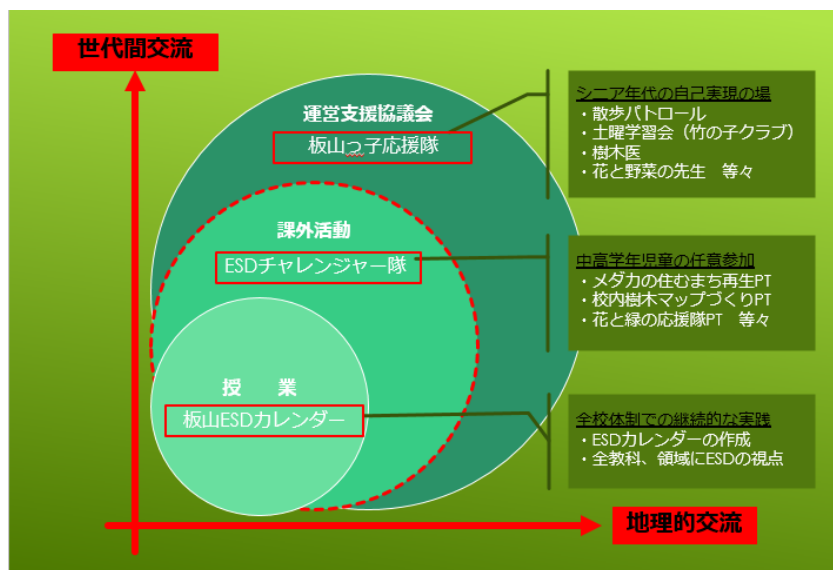 世代間交流
運営支援協議会
板山っ子応援隊
シニア年代の自己実現の場
・散歩パトロール
・土曜学習会（竹の子クラブ）
・樹木医
・花と野菜の先生　等々
課外活動
ESDチャレンジャー隊
中高学年児童の任意参加
・メダカの住むまち再生PT
・校内樹木マップづくりPT
・花と緑の応援隊PT　等々
授　業
板山ESDカレンダー
全校体制での継続的な実践
・ESDカレンダーの作成
・全教科、領域にESDの視点
地理的交流